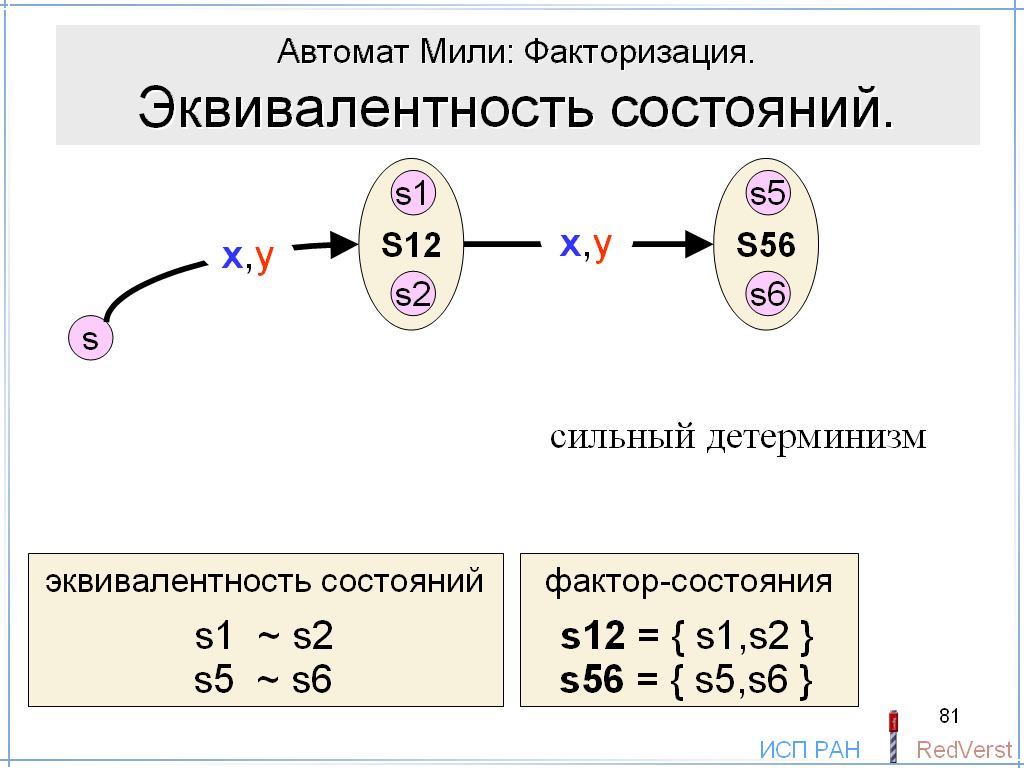 Автомат Мили: Факторизация.
Эквивалентность состояний.
s1
s5
x,y
S12
x,y
S56
s2
s6
s
сильный детерминизм
эквивалентность состояний
s1 ~ s2
s5 ~ s6
фактор-состояния
s12 = { s1,s2 }
s56 = { s5,s6 }
81
ИСП РАН
RedVerst